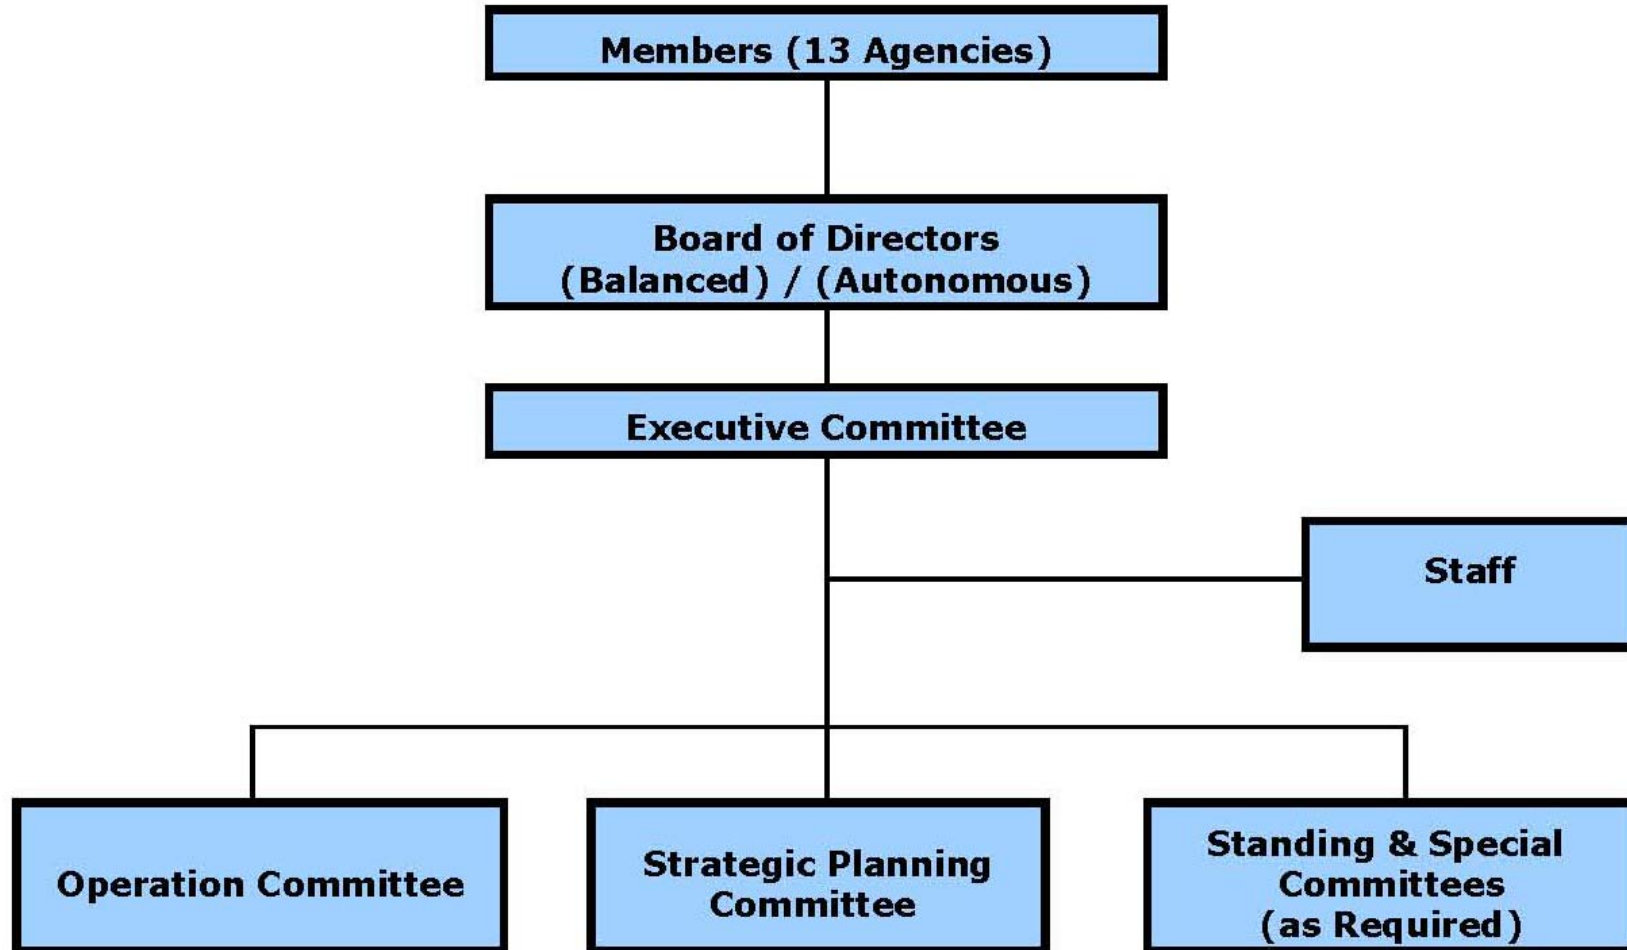 Members (13 Agencies)
Board of Directors
(Balanced) / (Autonomous)
Executive Committee
Staff
Operation Committee
Strategic Planning
Committee
Standing & Special
Committees
(as Required)